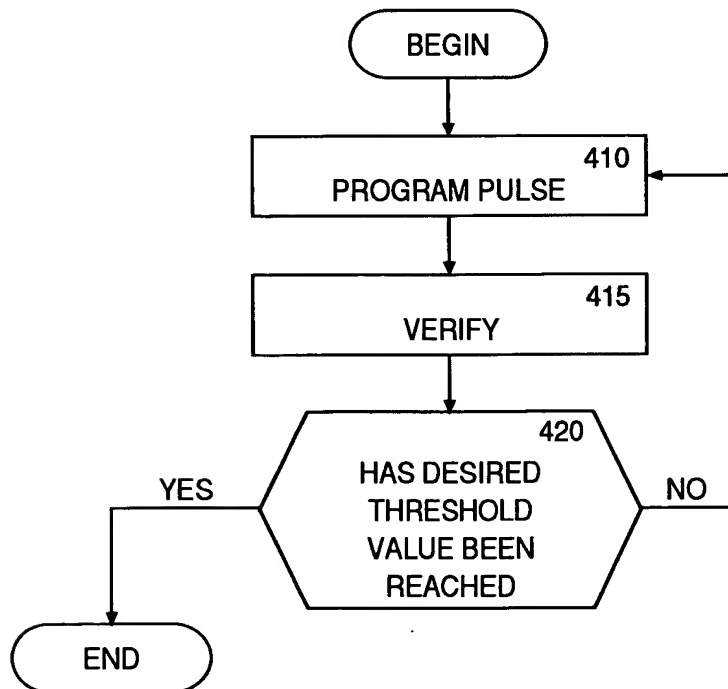 BEGIN
410
PROGRAM PULSE
415
VERIFY
420
HAS DESIRED
THRESHOLD
VALUE BEEN
REACHED
YES
NO
END